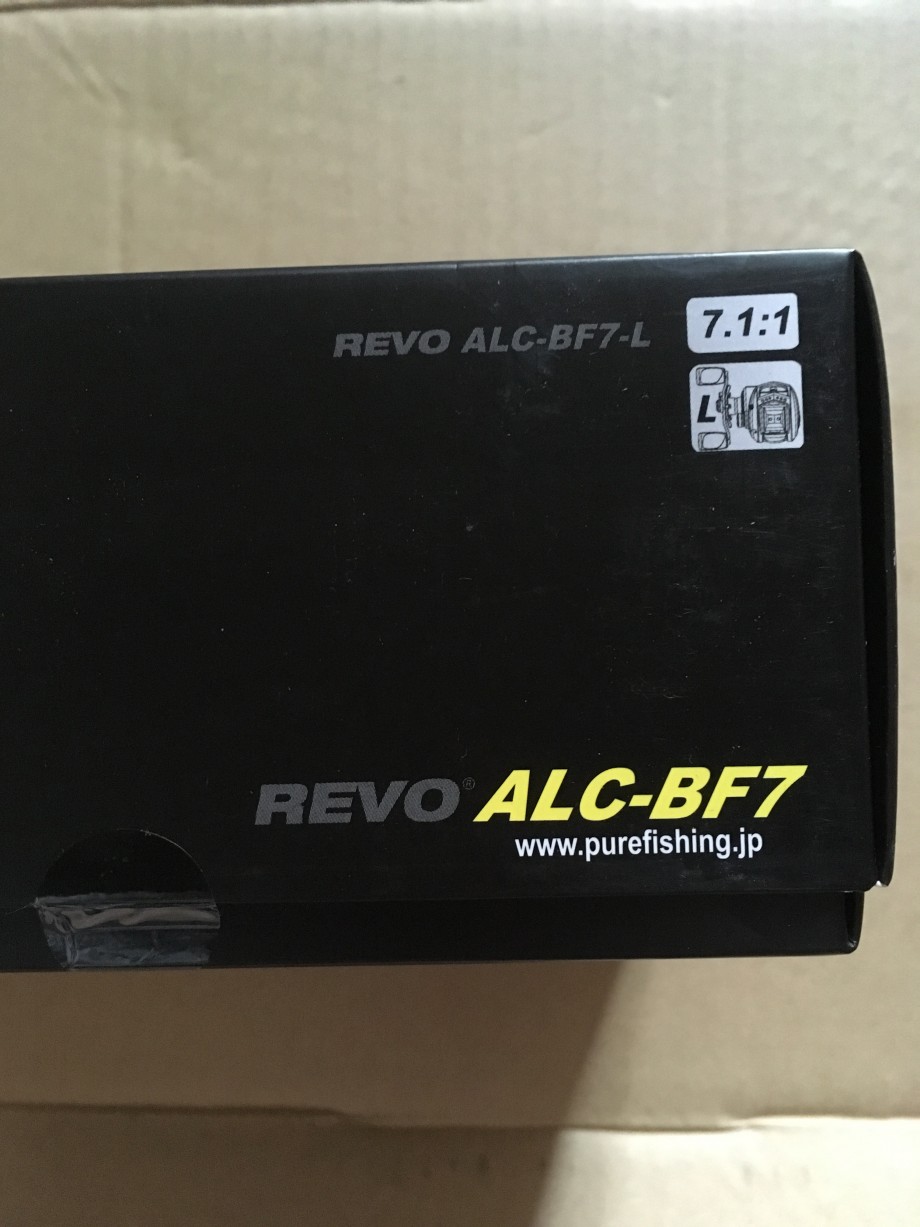 REVO ALC-BF7-L 7.1:1
L
REVO® ALC-BF7
www.purefishing.jp